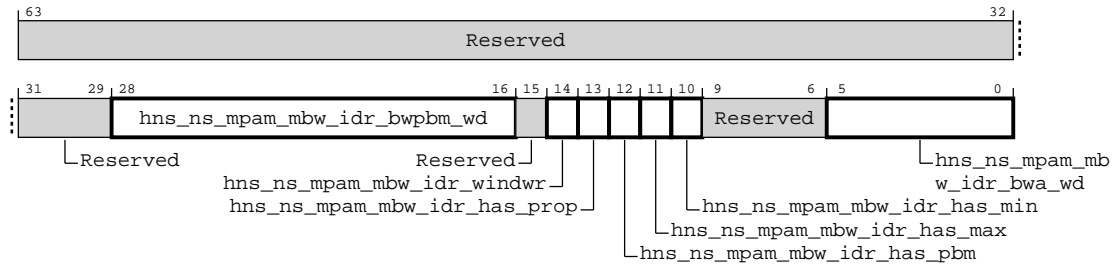 63 32
Reserved
31 29 28 16 15 14 13 12 11 10 9 6 5 0
hns_ns_mpam_mbw_idr_bwpbm_wd Reserved
Reserved Reserved hns_ns_mpam_mb
hns_ns_mpam_mbw_idr_windwr w_idr_bwa_wd
hns_ns_mpam_mbw_idr_has_prop hns_ns_mpam_mbw_idr_has_min
hns_ns_mpam_mbw_idr_has_max
hns_ns_mpam_mbw_idr_has_pbm